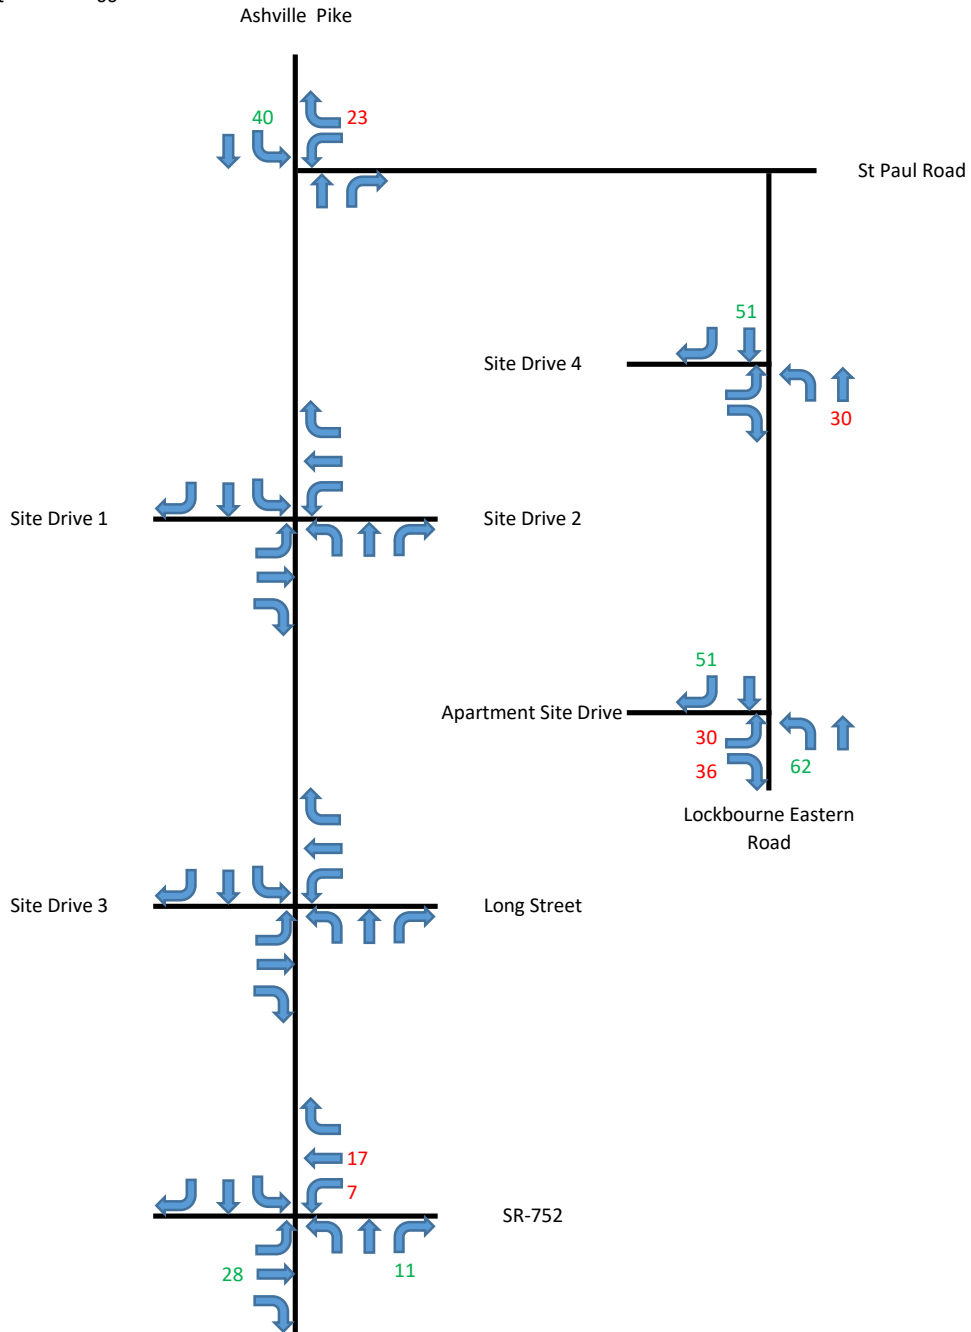 Ashville Pike
40
23
St Paul Road
51
Site Drive 4
30
Site Drive 1
Site Drive 2
51
Apartment Site Drive
30
36
62
Lockbourne Eastern
Road
Site Drive 3
Long Street
17
7
SR-752
28
11